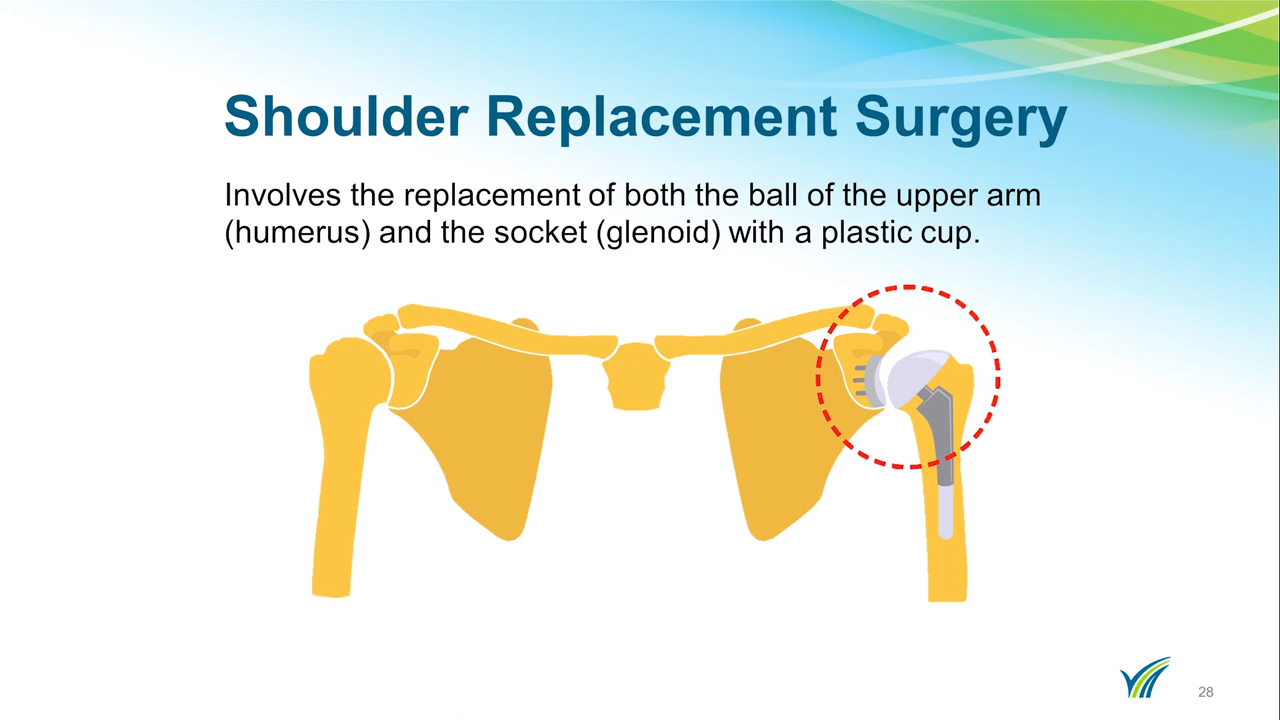 Shoulder Replacement Surgery
Involves the replacement of both the ball of the upper arm
(humerus) and the socket (glenoid) with a plastic cup.
28